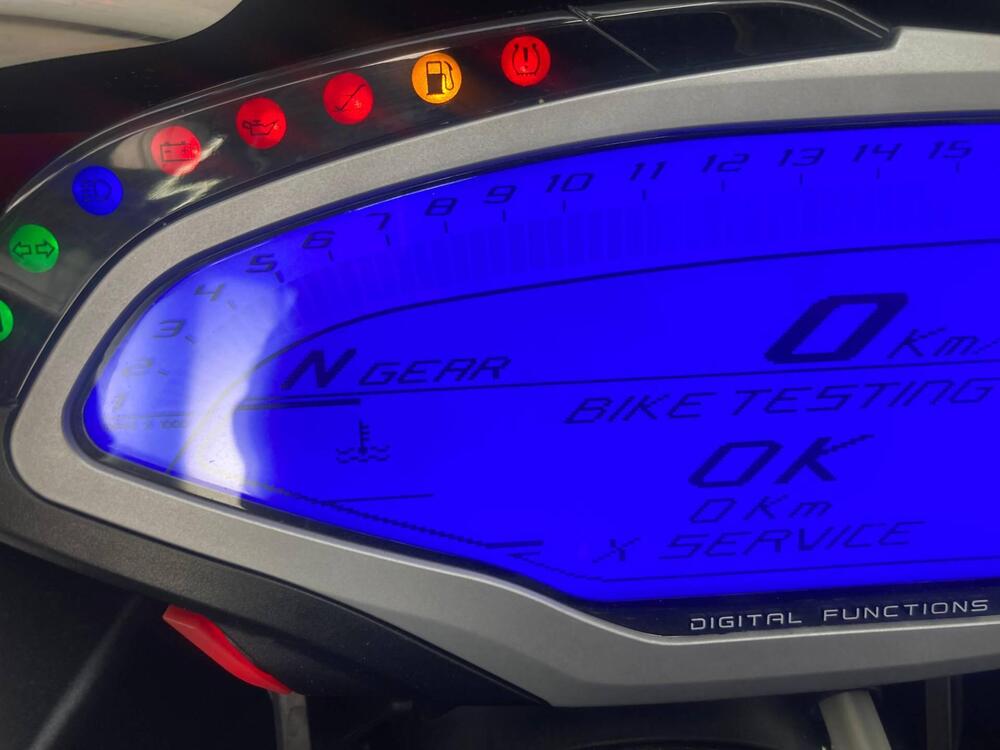 5 6 7 8 9 10 11 12 13 14 15
4
3
2
1
N GEAR
0 Km/
BIKE TESTING
OK
0 Km
X SERVICE
DIGITAL FUNCTIONS